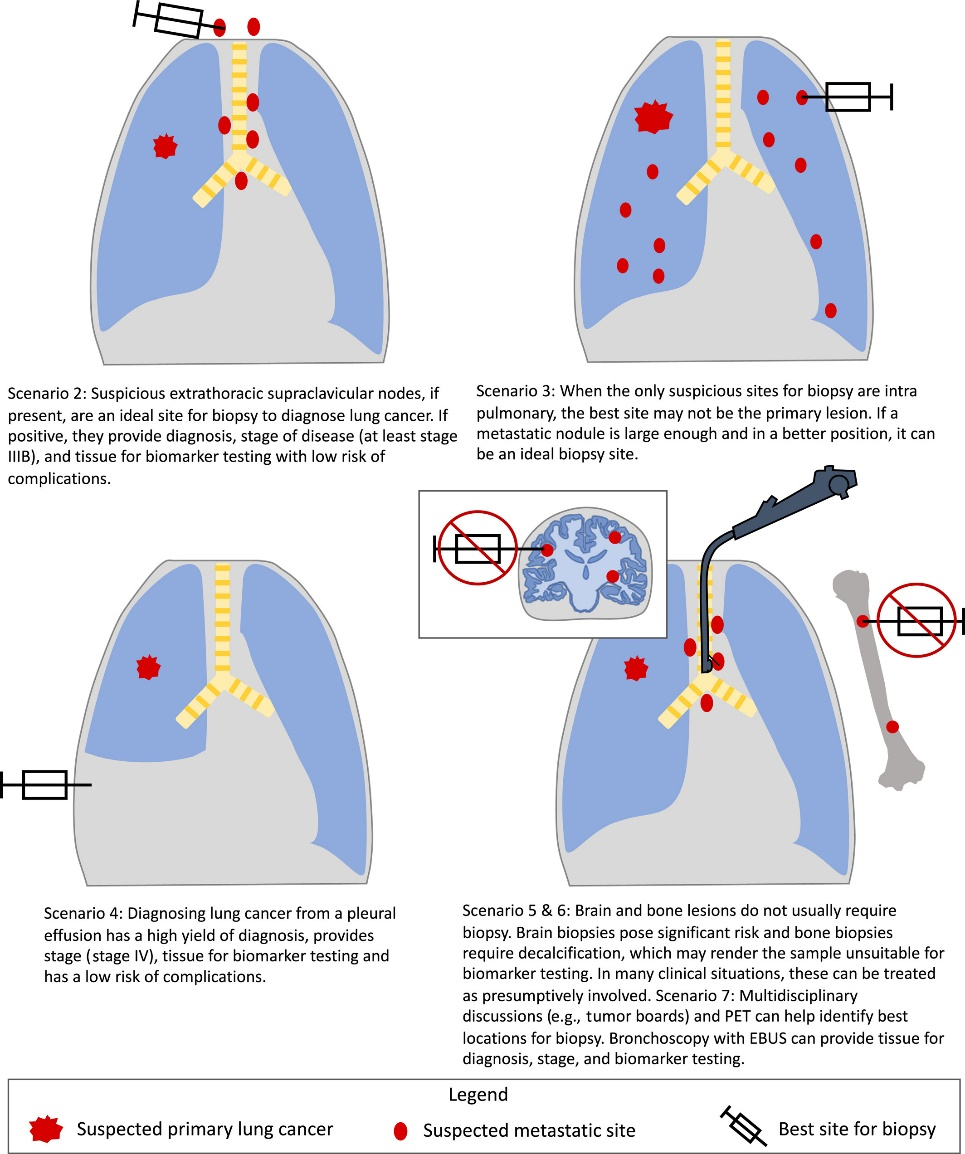 Scenario 2: Suspicious extrathoracic supraclavicular nodes, if
present, are an ideal site for biopsy to diagnose lung cancer. If
positive, they provide diagnosis, stage of disease (at least stage
IIIB), and tissue for biomarker testing with low risk of
complications.
Scenario 3: When the only suspicious sites for biopsy are intra
pulmonary, the best site may not be the primary lesion. If a
metastatic nodule is large enough and in a better position, it can
be an ideal biopsy site.
Scenario 4: Diagnosing lung cancer from a pleural
effusion has a high yield of diagnosis, provides
stage (stage IV), tissue for biomarker testing and
has a low risk of complications.
Scenario 5 & 6: Brain and bone lesions do not usually require
biopsy. Brain biopsies pose significant risk and bone biopsies
require decalcification, which may render the sample unsuitable for
biomarker testing. In many clinical situations, these can be treated
as presumptively involved. Scenario 7: Multidisciplinary
discussions (e.g., tumor boards) and PET can help identify best
locations for biopsy. Bronchoscopy with EBUS can provide tissue for
diagnosis, stage, and biomarker testing.
Legend
Suspected primary lung cancer
Suspected metastatic site
Best site for biopsy